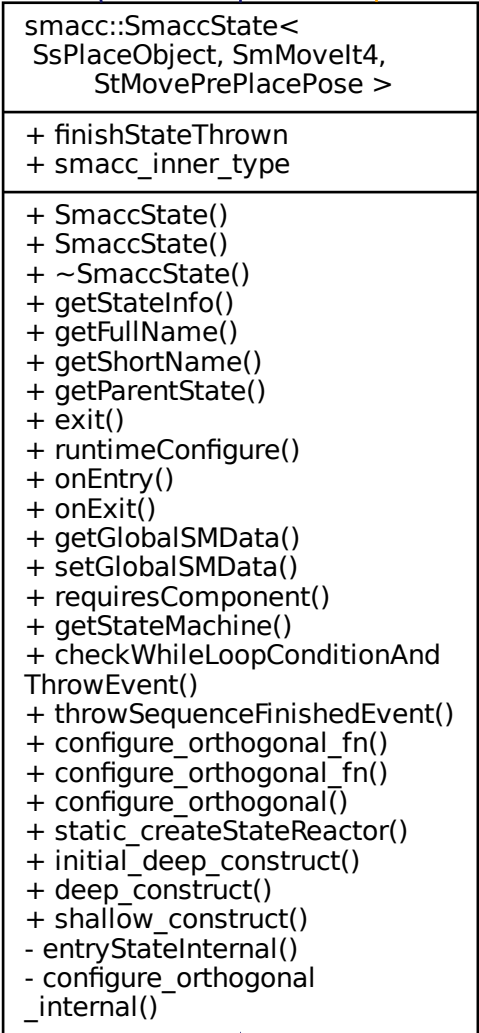 smacc::SmaccState<
SsPlaceObject, SmMoveIt4,
StMovePrePlacePose >
+ finishStateThrown
+ smacc_inner_type
+ SmaccState()
+ SmaccState()
+ ~SmaccState()
+ getStateInfo()
+ getFullName()
+ getShortName()
+ getParentState()
+ exit()
+ runtimeConfigure()
+ onEntry()
+ onExit()
+ getGlobalSMData()
+ setGlobalSMData()
+ requiresComponent()
+ getStateMachine()
+ checkWhileLoopConditionAnd
ThrowEvent()
+ throwSequenceFinishedEvent()
+ configure_orthogonal_fn()
+ configure_orthogonal_fn()
+ configure_orthogonal()
+ static_createStateReactor()
+ initial_deep_construct()
+ deep_construct()
+ shallow_construct()
- entryStateInternal()
- configure_orthogonal
_internal()